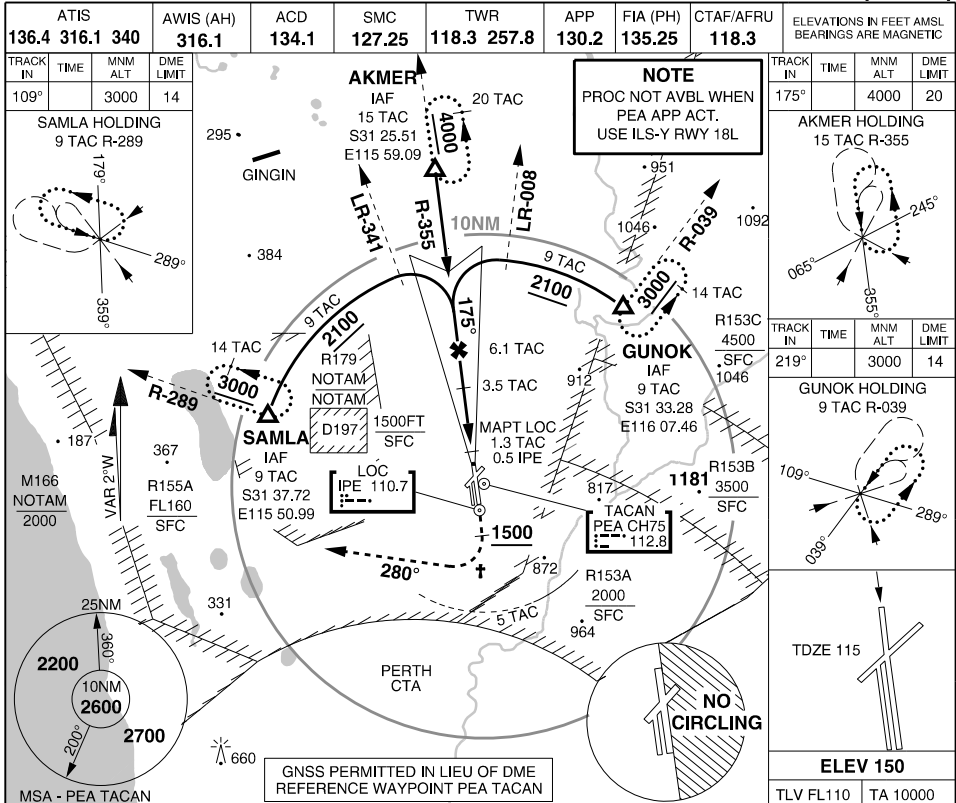 ATIS
136.4 316.1 340
AWIS (AH)
316.1
ACD
134.1
SMC
127.25
TWR
118.3 257.8
APP
130.2
FIA (PH)
135.25
CTAF/AFRU
118.3
ELEVATIONS IN FEET AMSL
BEARINGS ARE MAGNETIC
TRACK IN
TIME
MNM ALT
DME LIMIT
109°
3000
14
SAMLA HOLDING
9 TAC R-289
179°
289°
359°
AKMER
IAF
15 TAC
S31 25.51
E115 59.09
4000
20 TAC
295
GINGIN
384
LR-341
R-355
LR-008
10NM
NOTE
PROC NOT AVBL WHEN
PEA APP ACT.
USE ILS-Y RWY 18L
951
1046
1092
R-039
9 TAC
2100
9 TAC
2100
3000
14 TAC
GUNOK
IAF
9 TAC
S31 33.28
E116 07.46
R153C
4500
SFC
1046
912
175°
6.1 TAC
3.5 TAC
MAPT LOC
1.3 TAC
0.5 IPE
14 TAC
3000
R-289
SAMLA
IAF
9 TAC
S31 37.72
E115 50.99
R179
NOTAM
NOTAM
D197
1500FT
SFC
LOC
IPE 110.7
187
M166
NOTAM
2000
VAR 2°W
367
R155A
FL160
SFC
817
1181
R153B
3500
SFC
TACAN
PEA CH75
112.8
1500
280°
872
R153A
2000
SFC
5 TAC
964
331
PERTH
CTA
25NM
360°
2200
10NM
2600
2700
200°
MSA - PEA TACAN
660
GNSS PERMITTED IN LIEU OF DME
REFERENCE WAYPOINT PEA TACAN
NO
CIRCLING
TRACK IN
TIME
MNM ALT
DME LIMIT
175°
4000
20
AKMER HOLDING
15 TAC R-355
245°
065°
355°
TRACK IN
TIME
MNM ALT
DME LIMIT
219°
3000
14
GUNOK HOLDING
9 TAC R-039
109°
289°
039°
TDZE 115
ELEV 150
TLV FL110
TA 10000